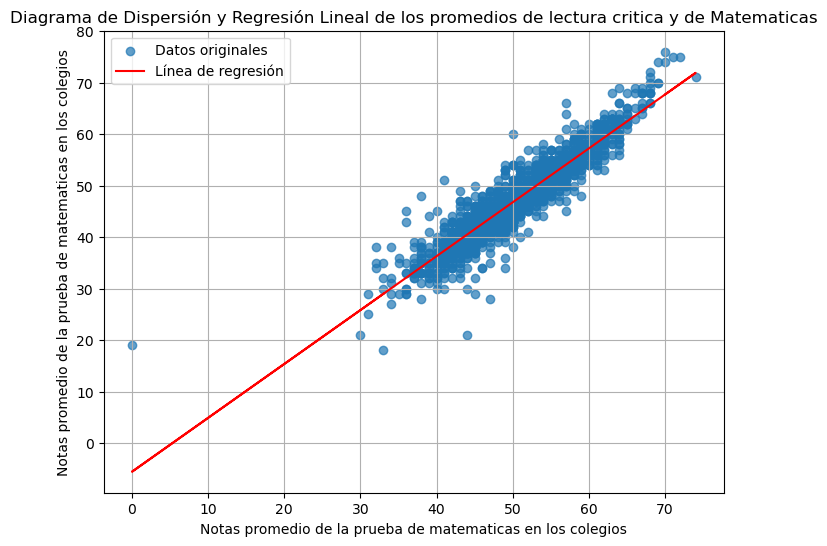 Diagrama de Dispersión y Regresión Lineal de los promedios de lectura critica y de Matematicas
Datos originales
Línea de regresión
Notas promedio de la prueba de matematicas en los colegios
80
70
60
50
40
30
20
10
0
0 10 20 30 40 50 60 70
Notas promedio de la prueba de matematicas en los colegios